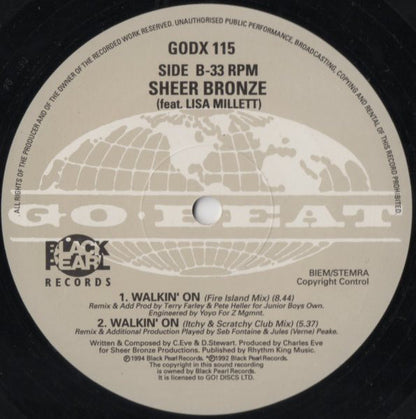 ALL RIGHTS OF THE PRODUCER AND OF THE OWNER OF THE RECORDED WORK RESERVED. UNAUTHORISED PUBLIC PERFORMANCE, BROADCASTING, COPYING AND RENTAL OF THIS RECORD PROHIBITED.
GODX 115
SIDE B-33 RPM
SHEER BRONZE
(feat. LISA MILLETT)
GO·BEAT
BLACK PEARL
RECORDS
BIEM/STEMRA
Copyright Control
1. WALKIN' ON (Fire Island Mix) (8.44)
Remix & Add Prod by Terry Farley & Pete Heller for Junior Boys Own.
Engineered by Yoyo For Z Mgmnt.
2. WALKIN' ON (Itchy & Scratchy Club Mix) (5.37)
Remix & Additional Production Played by Seb Fontaine & Jules (Verne) Peake.
Written & Composed by C.Eve & D.Stewart. Produced by Charles Eve
for Sheer Bronze Productions. Published by Rhythm King Music.
℗1994 Black Pearl Records. *℗1992 Black Pearl Records.
The copyright in this sound recording
is owned by Black Pearl Records.
It is licensed to GO! DISCS LTD.